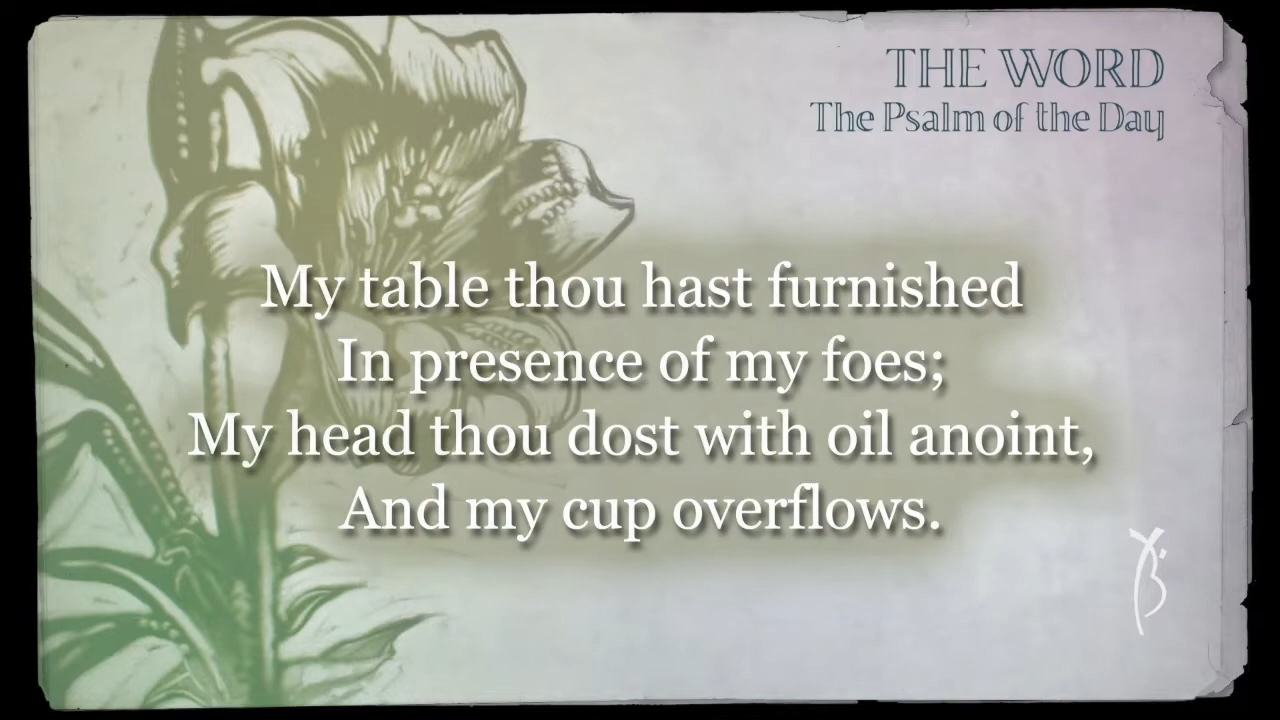 THE WORD
The Psalm of the Day
My table thou hast furnished
In presence of my foes;
My head thou dost with oil anoint,
And my cup overflows.